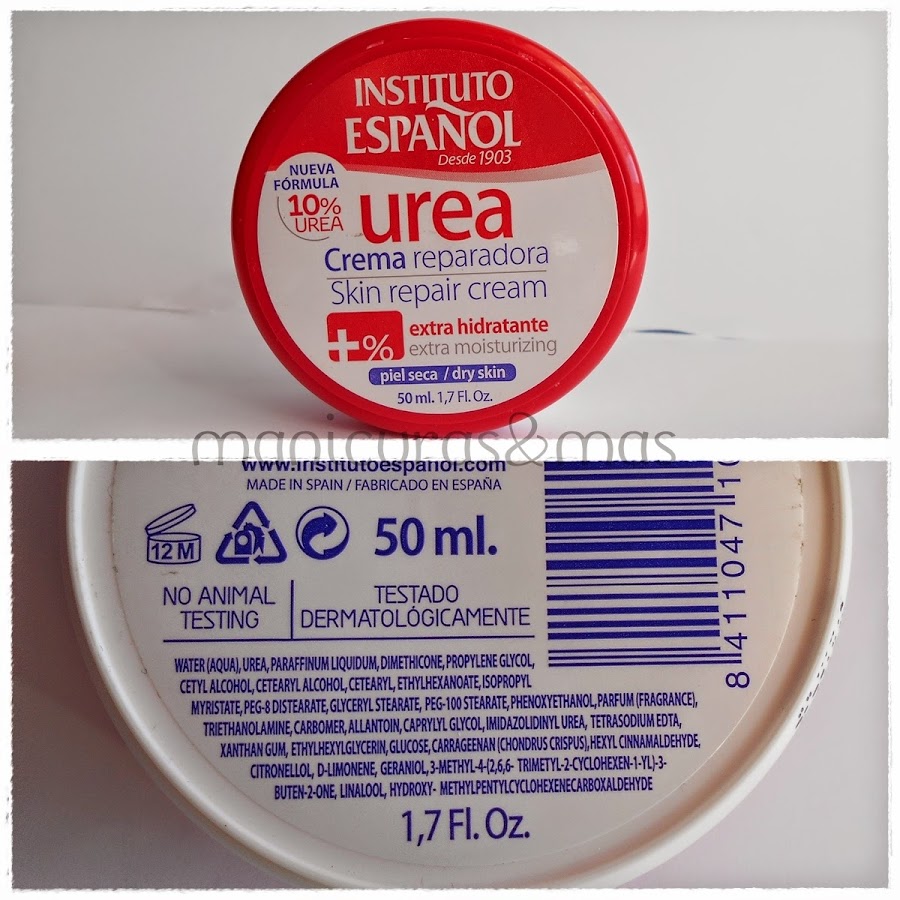 INSTITUTO
ESPAÑOL
Desde 1903
NUEVA
FÓRMULA
10%
UREA
urea
Crema reparadora
Skin repair cream
+% extra hidratante
extra moisturizing
piel seca / dry skin
50 ml. 1,7 Fl. Oz.
manicuras&mas
www.institutoespañol.com
MADE IN SPAIN / FABRICADO EN ESPAÑA
12 M
50 ml.
NO ANIMAL
TESTING
TESTADO
DERMATOLÓGICAMENTE
8 411047 10
WATER (AQUA), UREA, PARAFFINUM LIQUIDUM, DIMETHICONE, PROPYLENE GLYCOL,
CETYL ALCOHOL, CETEARYL ALCOHOL, CETEARYL, ETHYLHEXANOATE, ISOPROPYL
MYRISTATE, PEG-8 DISTEARATE, GLYCERYL STEARATE, PEG-100 STEARATE, PHENOXYETHANOL, PARFUM (FRAGRANCE),
TRIETHANOLAMINE, CARBOMER, ALLANTOIN, CAPRYLYL GLYCOL, IMIDAZOLIDINYL UREA, TETRASODIUM EDTA,
XANTHAN GUM, ETHYLHEXYLGLYCERIN, GLUCOSE, CARRAGEENAN (CHONDRUS CRISPUS), HEXYL CINNAMALDEHYDE,
CITRONELLOL, D-LIMONENE, GERANIOL, 3-METHYL-4-(2,6,6- TRIMETYL-2-CYCLOHEXEN-1-YL)-3-
BUTEN-2-ONE, LINALOOL, HYDROXY- METHYLPENTYLCYCLOHEXENECARBOXALDEHYDE
1,7 Fl. Oz.